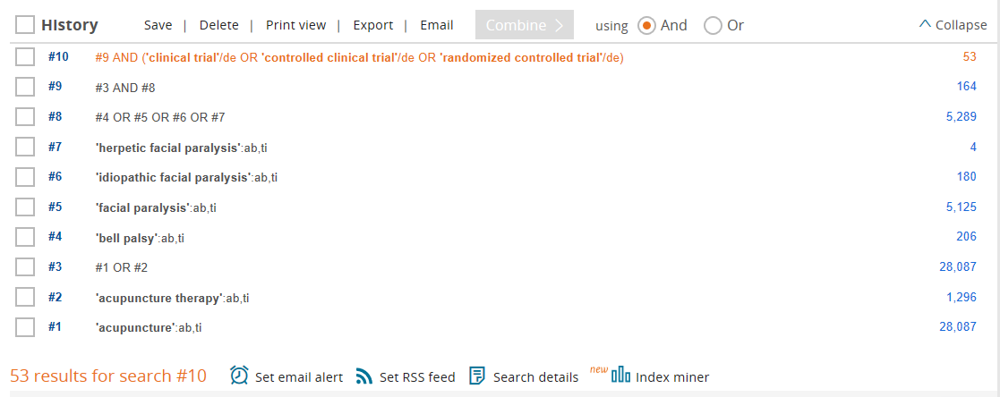 HIstory Save | Delete | Print view | Export | Email Combine > using And Or Collapse
#10 #9 AND ('clinical trial'/de OR 'controlled clinical trial'/de OR 'randomized controlled trial'/de) 53
#9 #3 AND #8 164
#8 #4 OR #5 OR #6 OR #7 5,289
#7 'herpetic facial paralysis':ab,ti 4
#6 'idiopathic facial paralysis':ab,ti 180
#5 'facial paralysis':ab,ti 5,125
#4 'bell palsy':ab,ti 206
#3 #1 OR #2 28,087
#2 'acupuncture therapy':ab,ti 1,296
#1 'acupuncture':ab,ti 28,087
53 results for search #10 Set email alert Set RSS feed Search details new Index miner